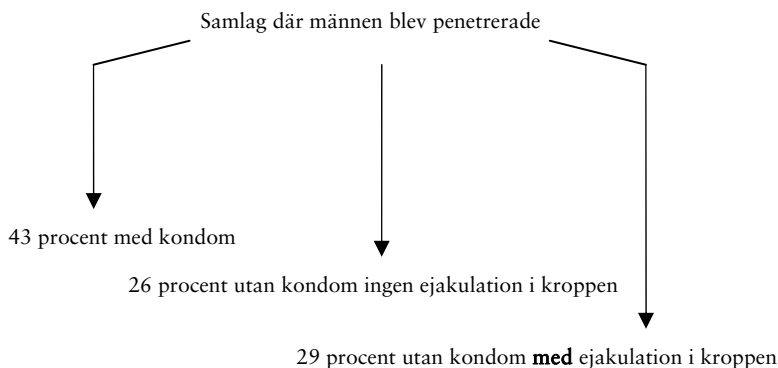 Samlag där männen blev penetrerade
43 procent med kondom
26 procent utan kondom ingen ejakulation i kroppen
29 procent utan kondom med ejakulation i kroppen